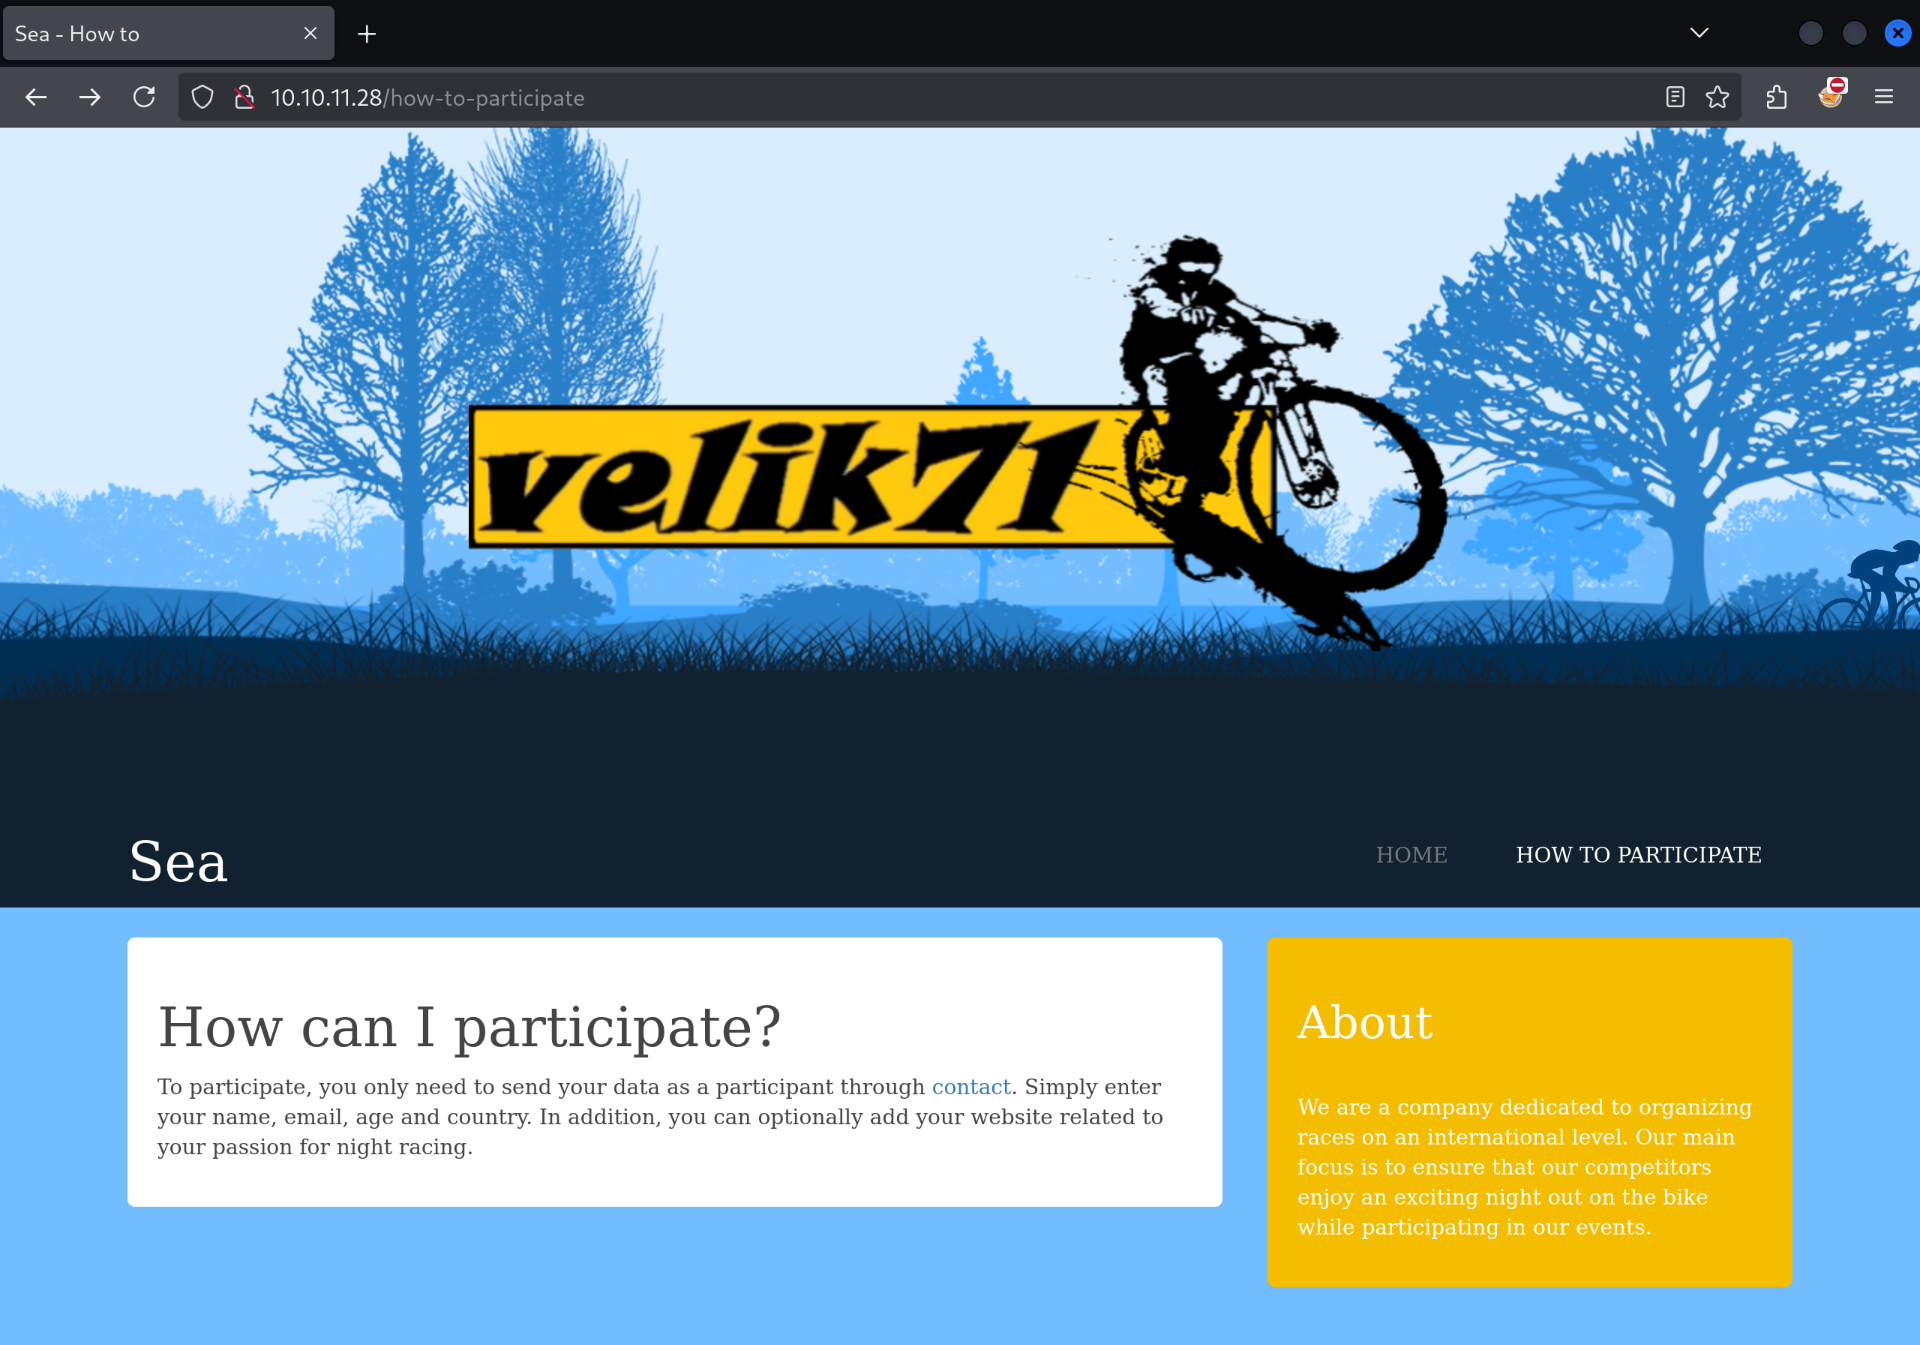 Sea - How to
10.10.11.28/how-to-participate
velik71
Sea
HOME
HOW TO PARTICIPATE
How can I participate?
To participate, you only need to send your data as a participant through contact. Simply enter
your name, email, age and country. In addition, you can optionally add your website related to
your passion for night racing.
About
We are a company dedicated to organizing
races on an international level. Our main
focus is to ensure that our competitors
enjoy an exciting night out on the bike
while participating in our events.